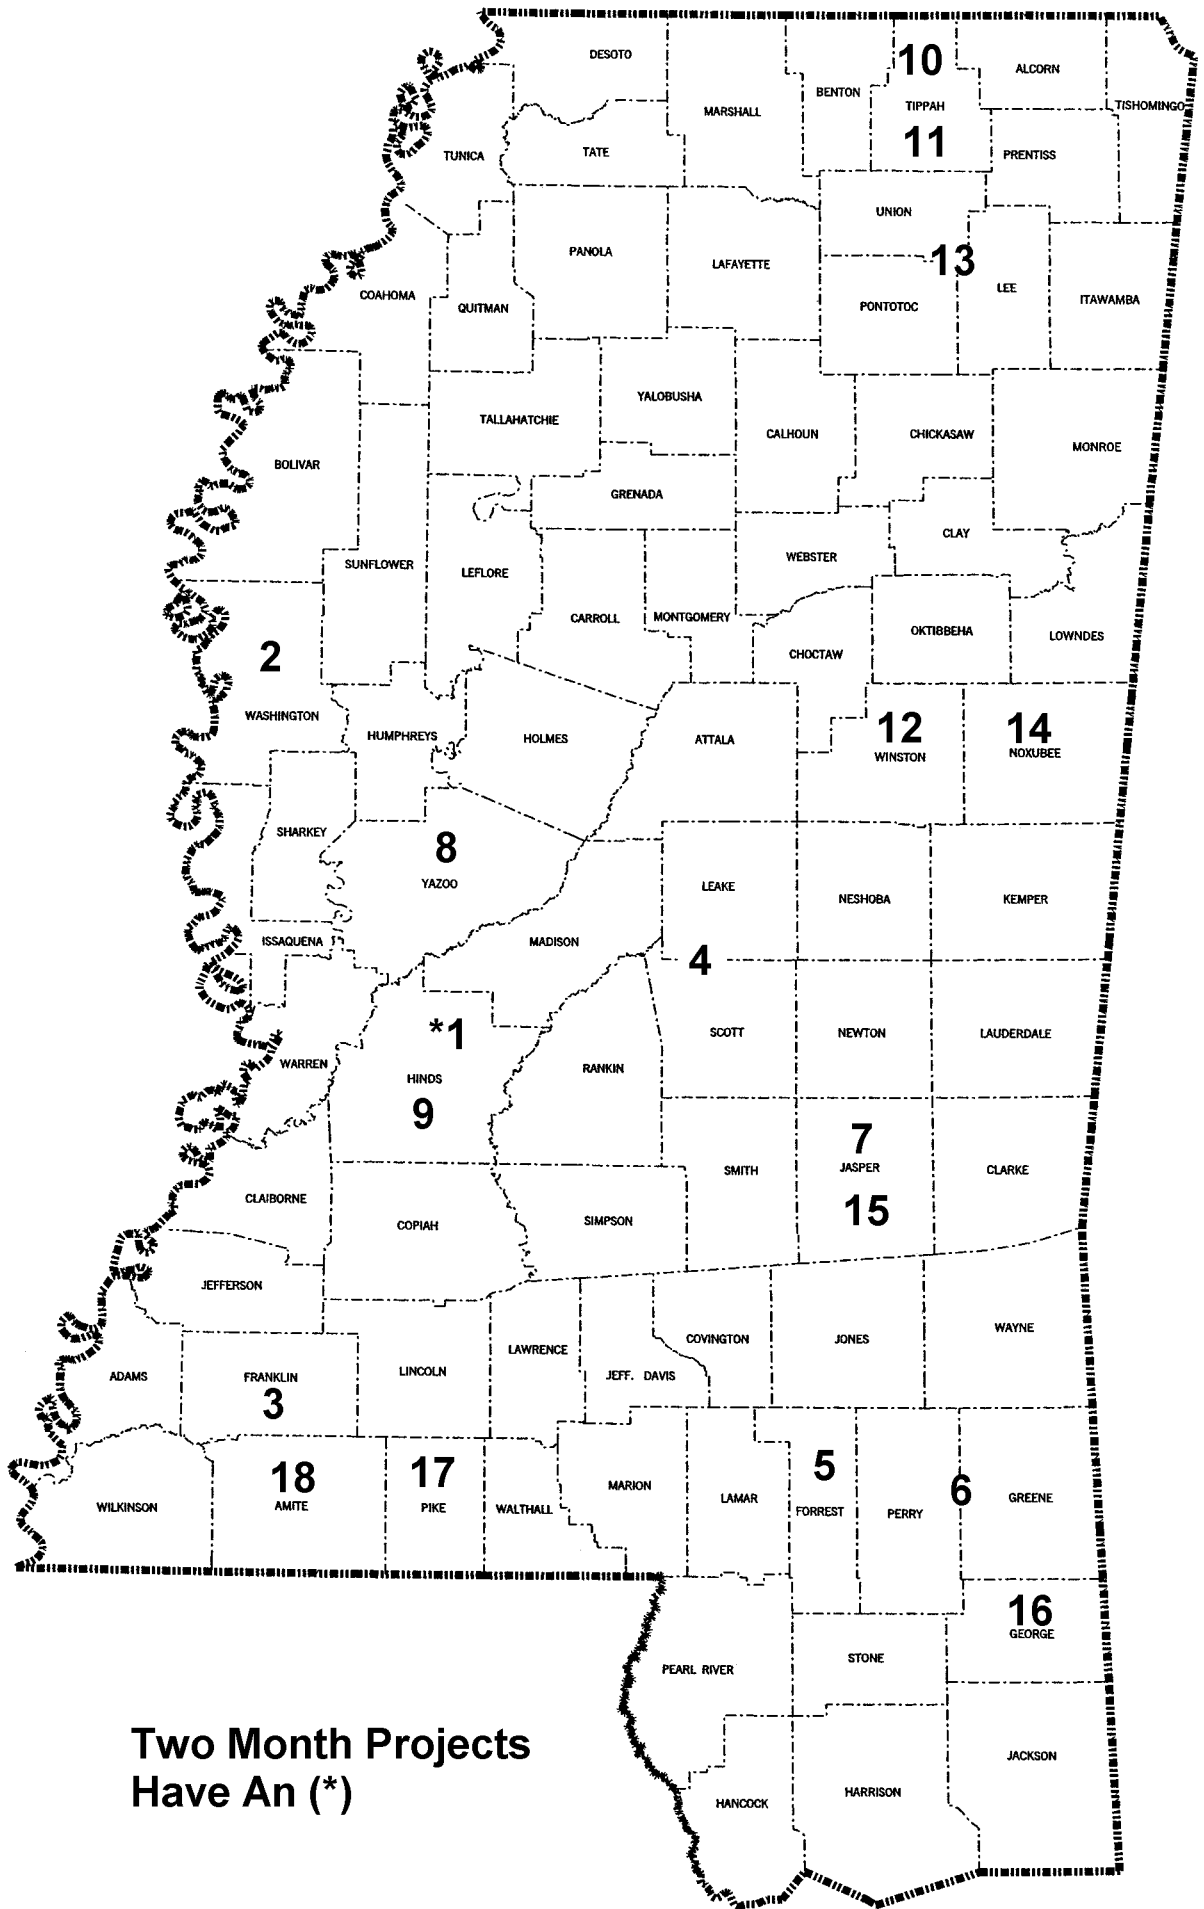 DESOTO
10
ALCORN
BENTON
MARSHALL
TIPPAH
TISHOMINGO
11
TUNICA
TATE
PRENTISS
UNION
PANOLA
LAFAYETTE
13
COAHOMA
QUITMAN
PONTOTOC
LEE
ITAWAMBA
YALOBUSHA
TALLAHATCHIE
CALHOUN
CHICKASAW
MONROE
BOLIVAR
GRENADA
CLAY
SUNFLOWER
LEFLORE
WEBSTER
CARROLL
MONTGOMERY
OKTIBBEHA
LOWNDES
2
CHOCTAW
WASHINGTON
HUMPHREYS
HOLMES
ATTALA
12
WINSTON
14
NOXUBEE
SHARKEY
8
YAZOO
LEAKE
NESHOBA
KEMPER
ISSAQUENA
MADISON
4
*1
SCOTT
NEWTON
LAUDERDALE
WARREN
HINDS
RANKIN
9
7
SMITH
JASPER
CLARKE
CLAIBORNE
15
COPIAH
SIMPSON
JEFFERSON
COVINGTON
JONES
WAYNE
LAWRENCE
ADAMS
FRANKLIN
LINCOLN
JEFF. DAVIS
3
18
17
5
MARION
6
WILKINSON
AMITE
PIKE
WALTHALL
LAMAR
FORREST
PERRY
GREENE
16
GEORGE
STONE
PEARL RIVER
Two Month Projects
Have An (*)
JACKSON
HARRISON
HANCOCK